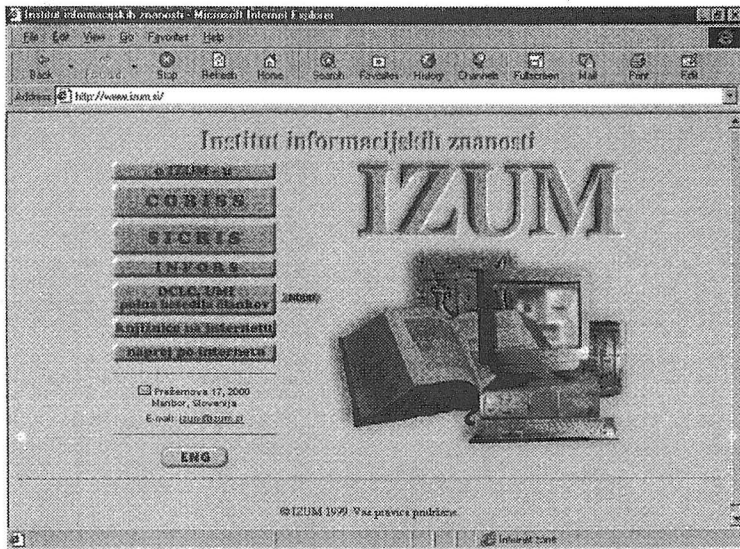 Institut informacijskih znanosti - Microsoft Internet Explorer
File Edit View Go Favorites Help
Back Stop Refresh Home Search Favorites History Channels Fullscreen Mail Print Edit
Address http://www.izum.si/
Institut informacijskih znanosti
IZUM
o IZUM-u
COBISS
SICRIS
INFORS
OCLC, UMI
polna besedila člankov
knjižnice na internetu
naprej po internetu
Prešernova 17, 2000
Maribor, Slovenija
E-mail: izum@izum.si
ENG
© IZUM 1999. Vse pravice pridržane.
Internet zone